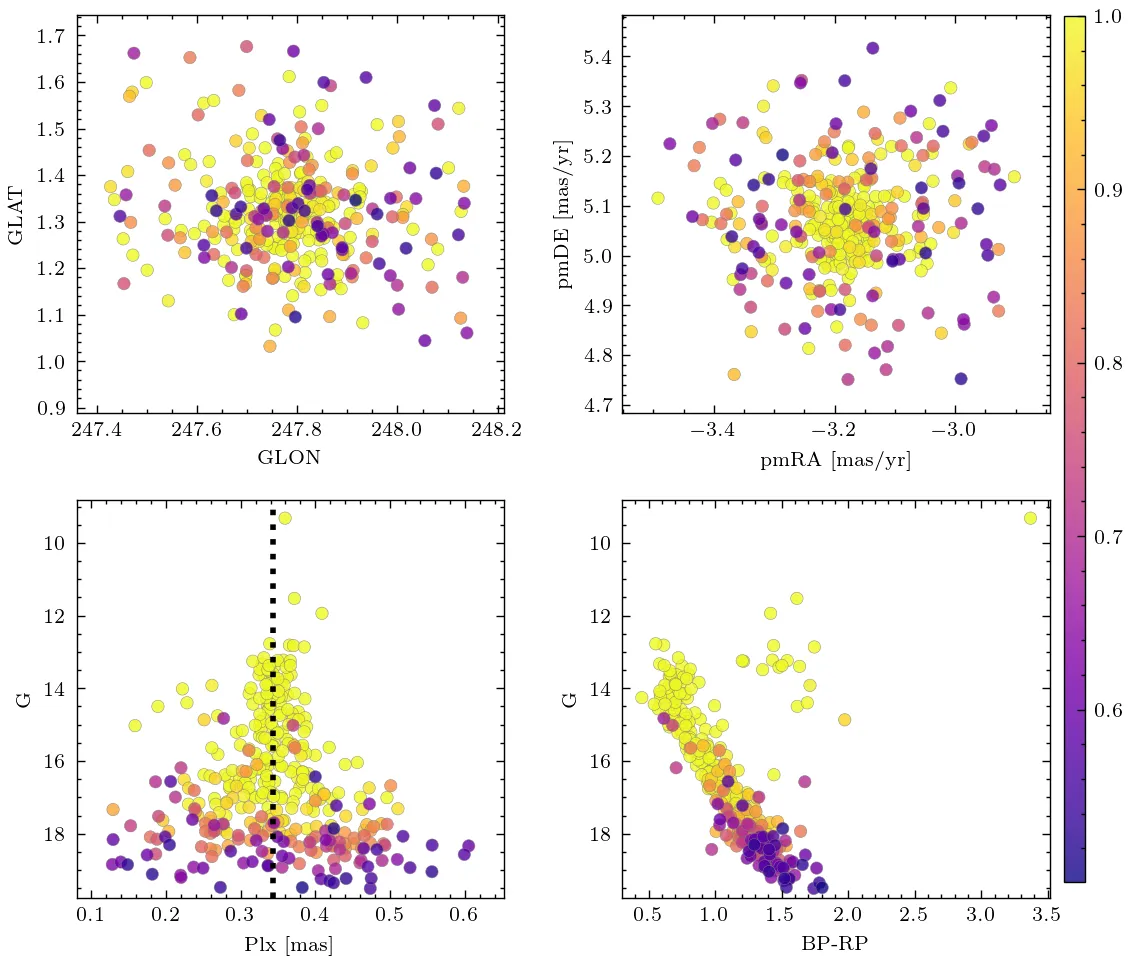 1.7
1.6
1.5
1.4
1.3
1.2
1.1
1.0
0.9
GLAT
247.4 247.6 247.8 248.0 248.2
GLON
5.4
5.3
5.2
5.1
5.0
4.9
4.8
4.7
pmDE [mas/yr]
−3.4 −3.2 −3.0
pmRA [mas/yr]
1.0
0.9
0.8
0.7
0.6
10
12
14
16
18
G
0.1 0.2 0.3 0.4 0.5 0.6
Plx [mas]
10
12
14
16
18
G
0.5 1.0 1.5 2.0 2.5 3.0 3.5
BP-RP